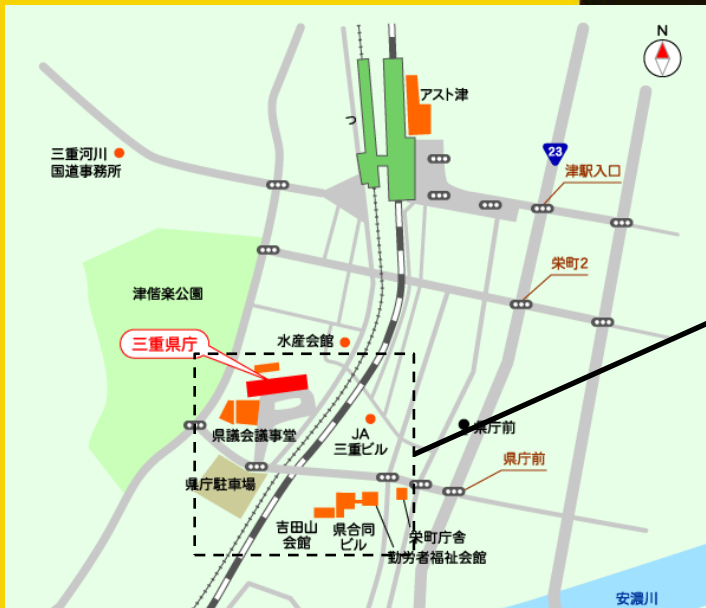 N
アスト津
つ
23
三重河川
国道事務所
津駅入口
栄町2
津偕楽公園
水産会館
三重県庁
県議会議事堂
JA
三重ビル
県庁前
県庁前
県庁駐車場
吉田山
会館
県合同
ビル
栄町庁舎
勤労者福祉会館
安濃川